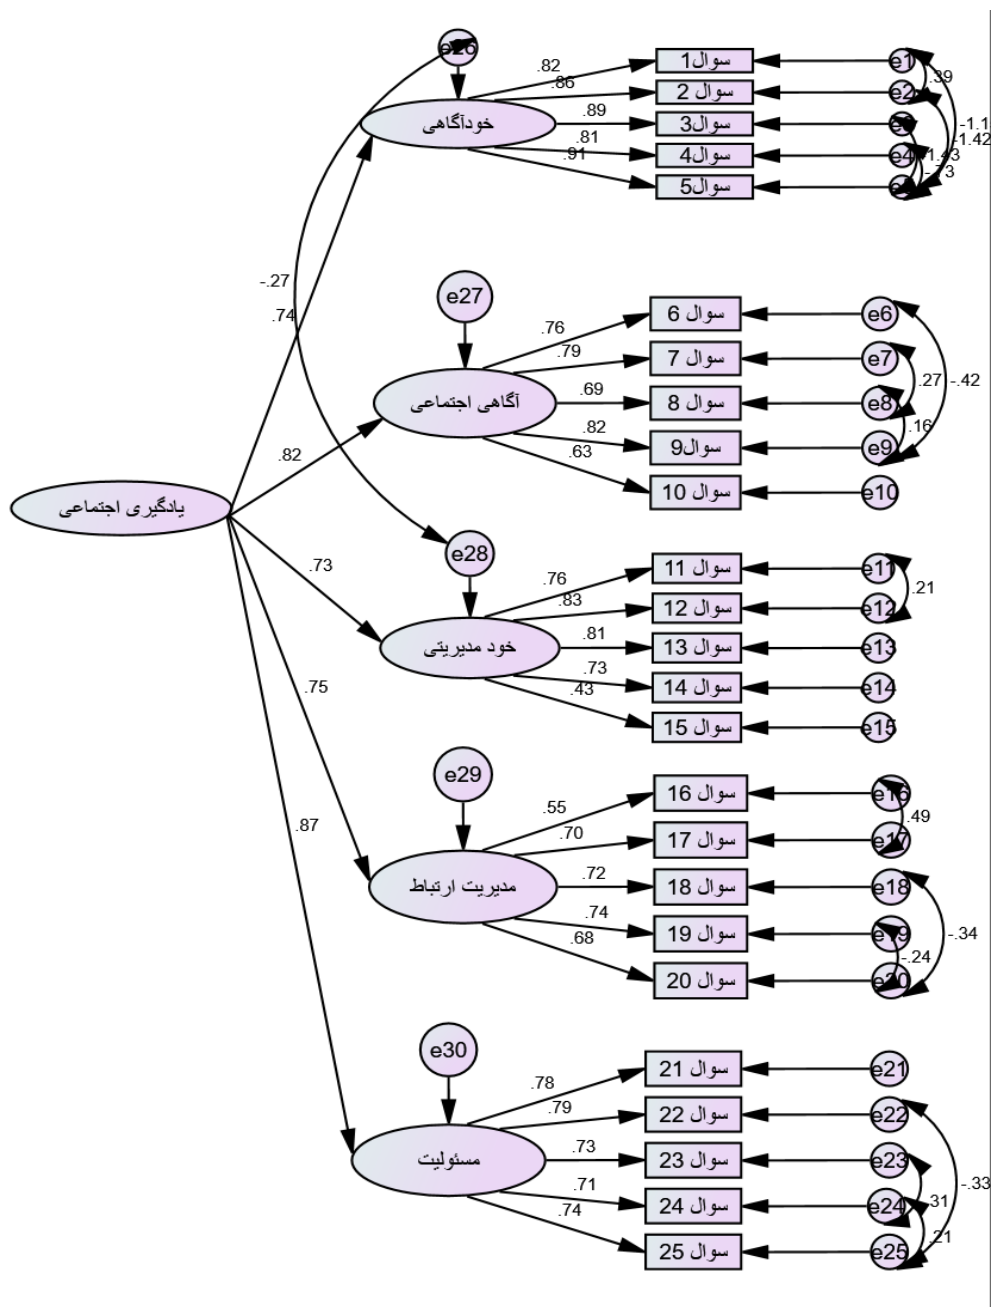 e26
.82
.86
.89
.81
.91
خودآگاهی
سوال1
سوال 2
سوال3
سوال4
سوال5
e1
e2
e3
e4
e5
.39
-1.1
-1.42
-1.43
-.73
-.27
.74
e27
.76
.79
.69
.82
.63
آگاهی اجتماعی
سوال 6
سوال 7
سوال 8
سوال9
سوال 10
e6
e7
e8
e9
e10
.27
-.42
.16
.82
یادگیری اجتماعی
e28
.73
.76
.83
.81
.73
.43
خود مدیریتی
سوال 11
سوال 12
سوال 13
سوال 14
سوال 15
e11
e12
e13
e14
e15
.21
.75
e29
.55
.70
.72
.74
.68
مدیریت ارتباط
سوال 16
سوال 17
سوال 18
سوال 19
سوال 20
e16
e17
e18
e19
e20
.49
-.34
-.24
.87
e30
.78
.79
.73
.71
.74
مسئولیت
سوال 21
سوال 22
سوال 23
سوال 24
سوال 25
e21
e22
e23
e24
e25
-.33
.31
.21